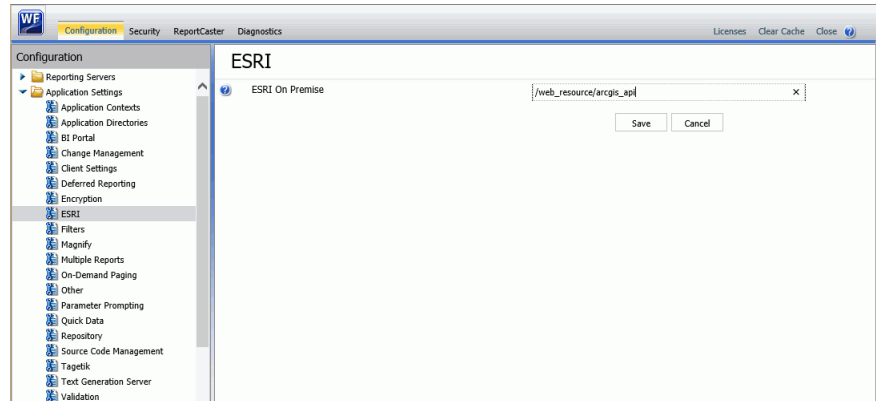 WF
Configuration Security ReportCaster Diagnostics Licenses Clear Cache Close ?
Configuration
Reporting Servers
Application Settings
Application Contexts
Application Directories
BI Portal
Change Management
Client Settings
Deferred Reporting
Encryption
ESRI
Filters
Magnify
Multiple Reports
On-Demand Paging
Other
Parameter Prompting
Quick Data
Repository
Source Code Management
Tagetik
Text Generation Server
Validation
ESRI
? ESRI On Premise /web_resource/arcgis_api ×
Save Cancel